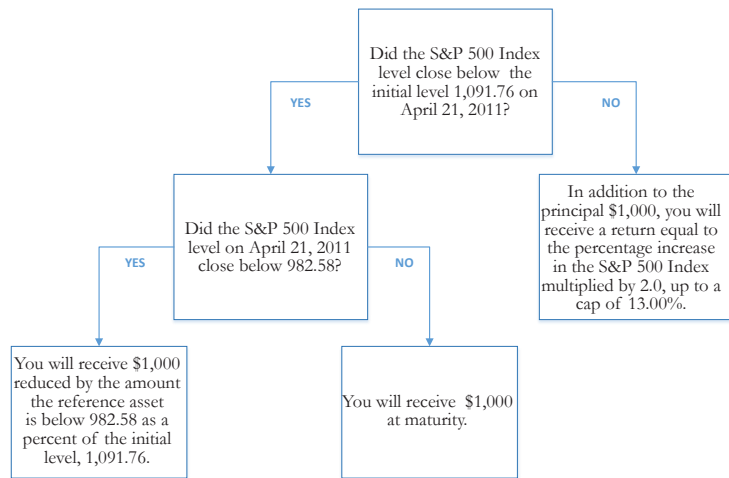 Did the S&P 500 Index
level close below the
initial level 1,091.76 on
April 21, 2011?
YES
NO
Did the S&P 500 Index
level on April 21, 2011
close below 982.58?
In addition to the
principal $1,000, you will
receive a return equal to
the percentage increase
in the S&P 500 Index
multiplied by 2.0, up to a
cap of 13.00%.
YES
NO
You will receive $1,000
reduced by the amount
the reference asset
is below 982.58 as a
percent of the initial
level, 1,091.76.
You will receive $1,000
at maturity.